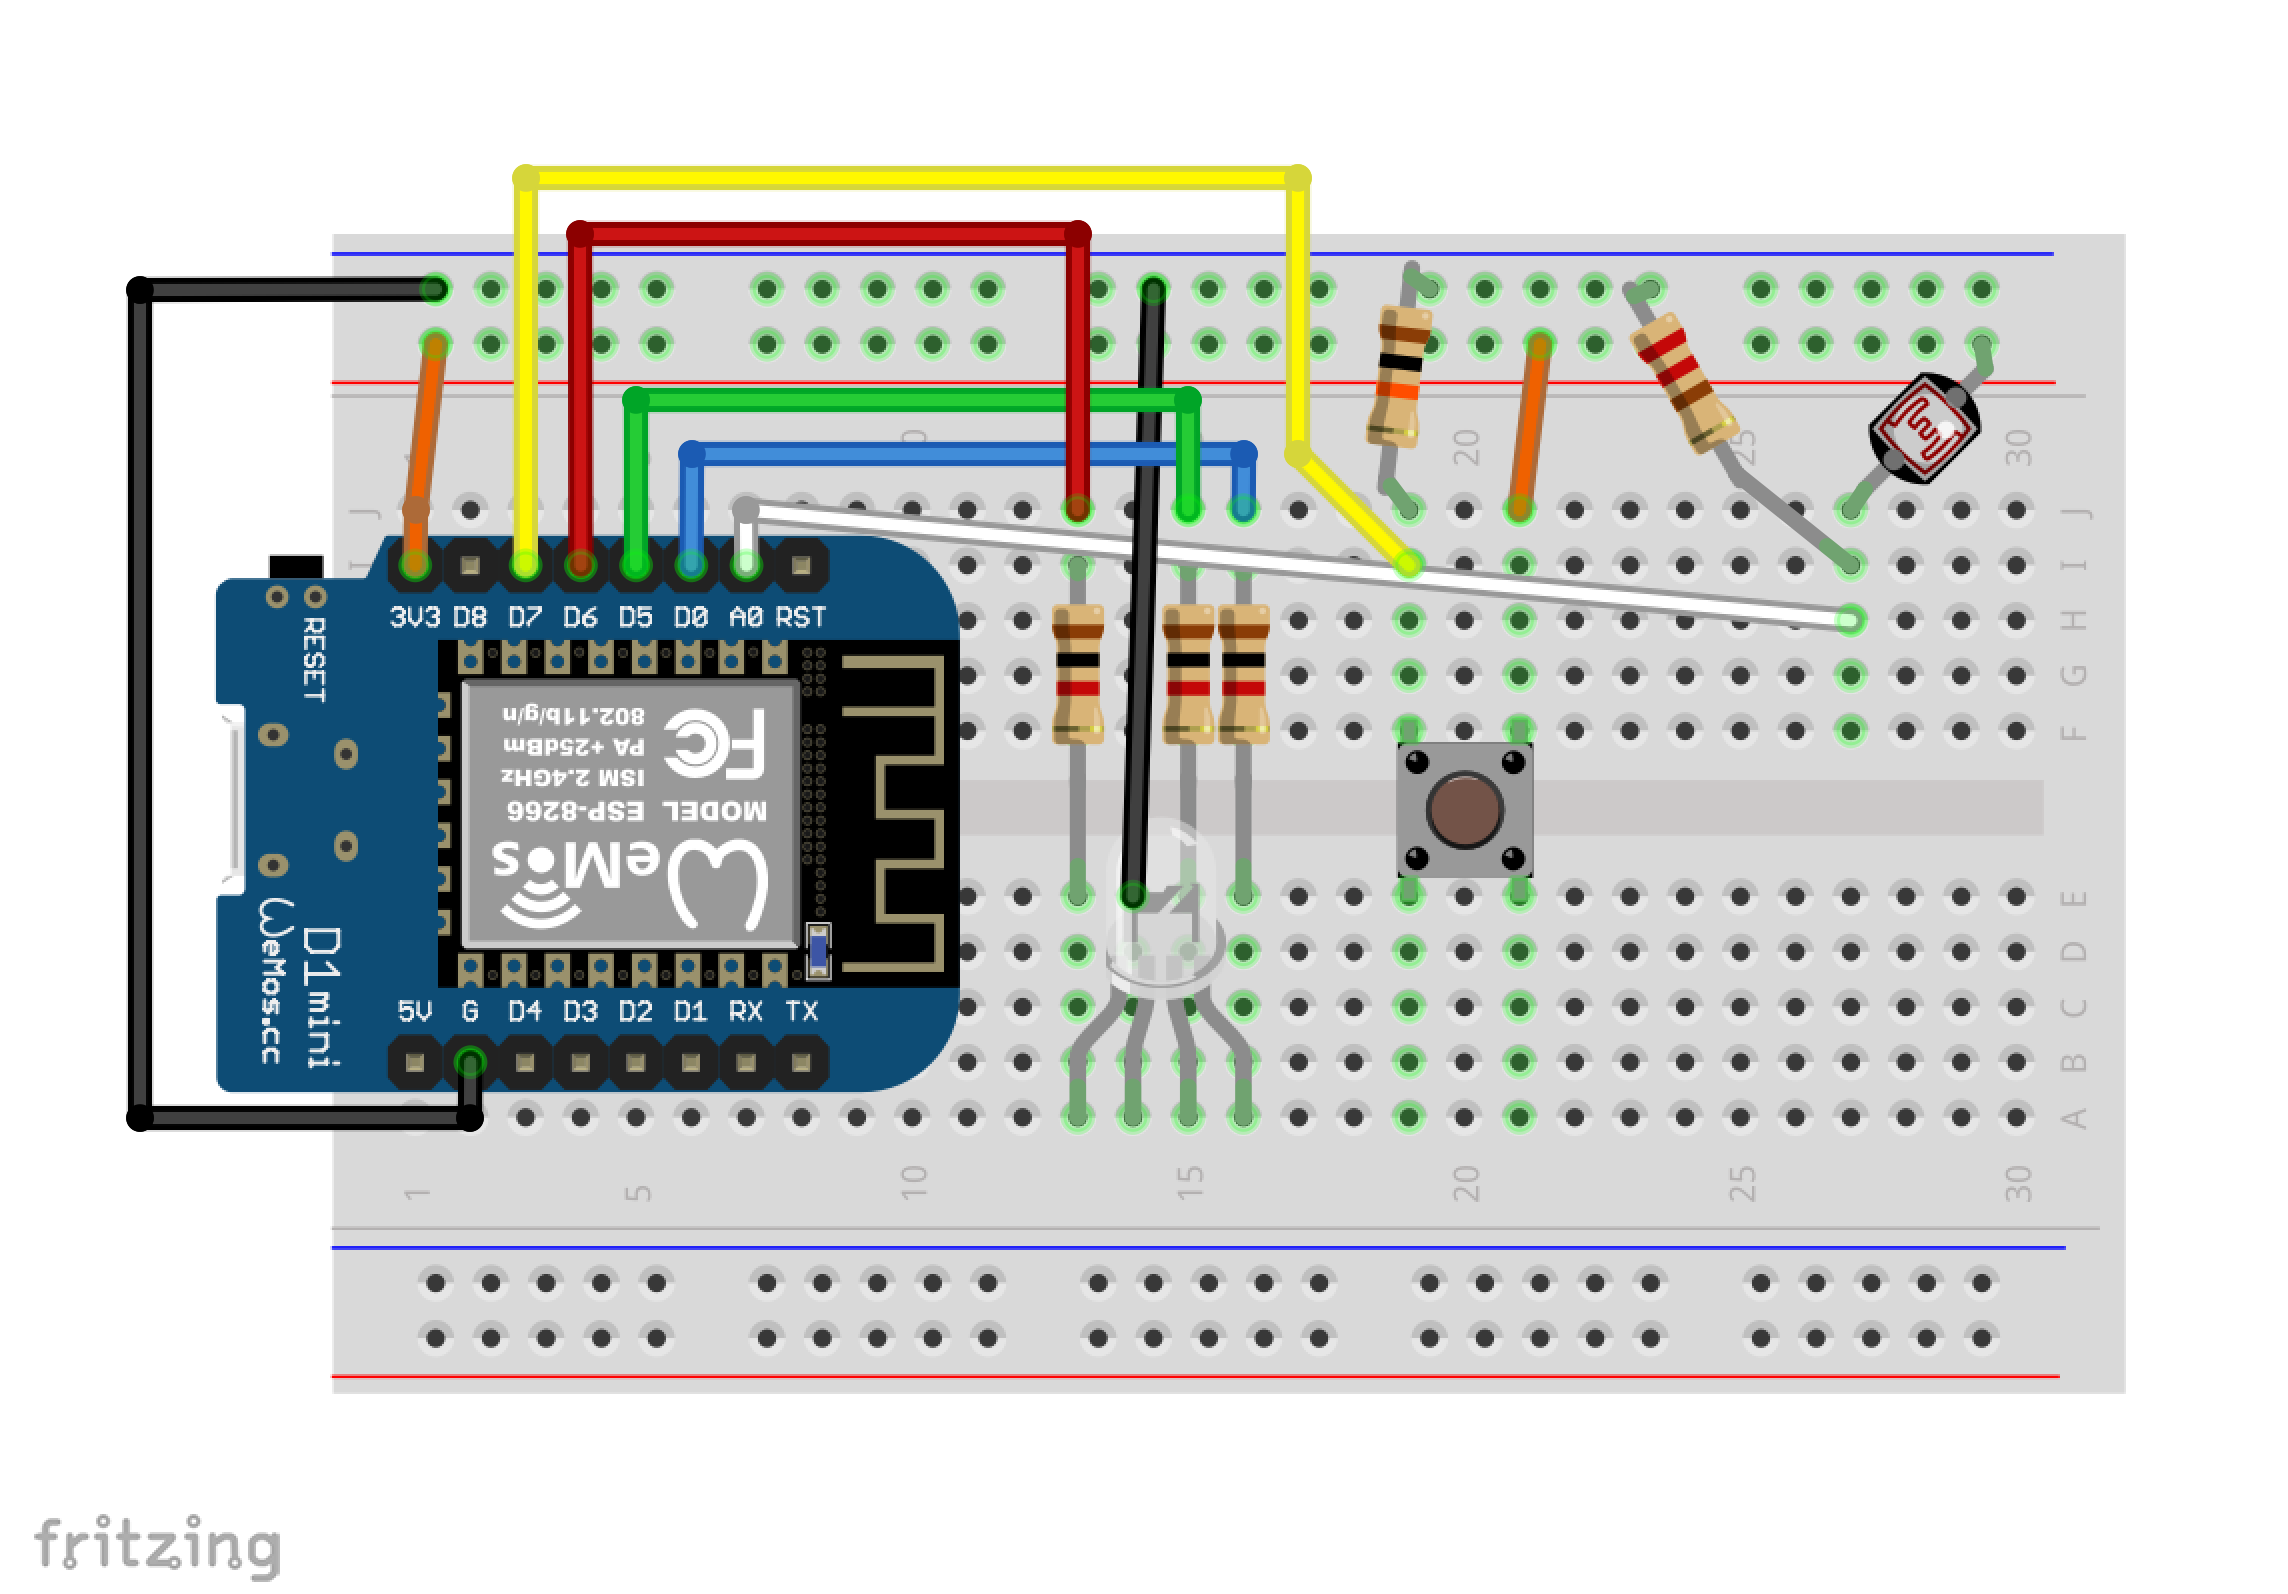 10
20
25
30
J
J
I
I
3V3 D8 D7 D6 D5 D0 A0 RST
H
RESET
G
F
802.11b/g/n
PA +25dBm
ISM 2.4GHz
MODEL ESP-8266
FC
WeMos
E
D
D1 mini
WeMos.cc
5V G D4 D3 D2 D1 RX TX
C
B
A
1
5
10
15
20
25
30
fritzing